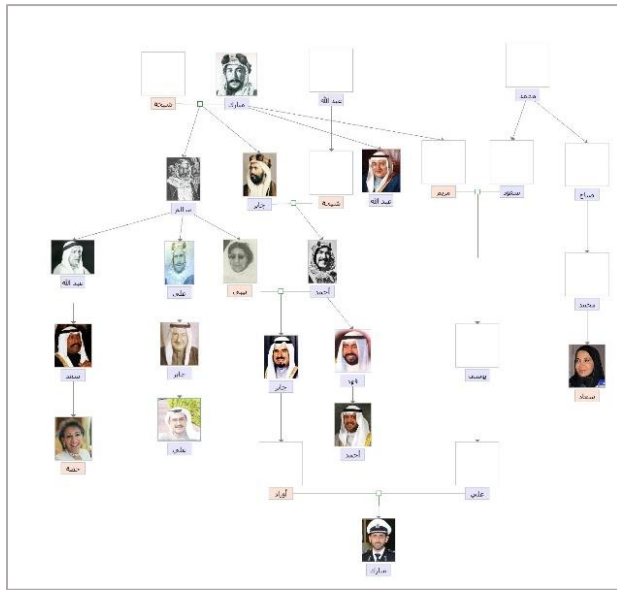 شيخة
مبارك
عبد الله
محمد
سالم
جابر
شيخة
عبد الله
مريم
سعود
صباح
عبد الله
علي
بيبي
أحمد
محمد
سعد
جابر
جابر
فهد
يوسف
سعاد
حصة
علي
أحمد
أوراد
علي
مبارك